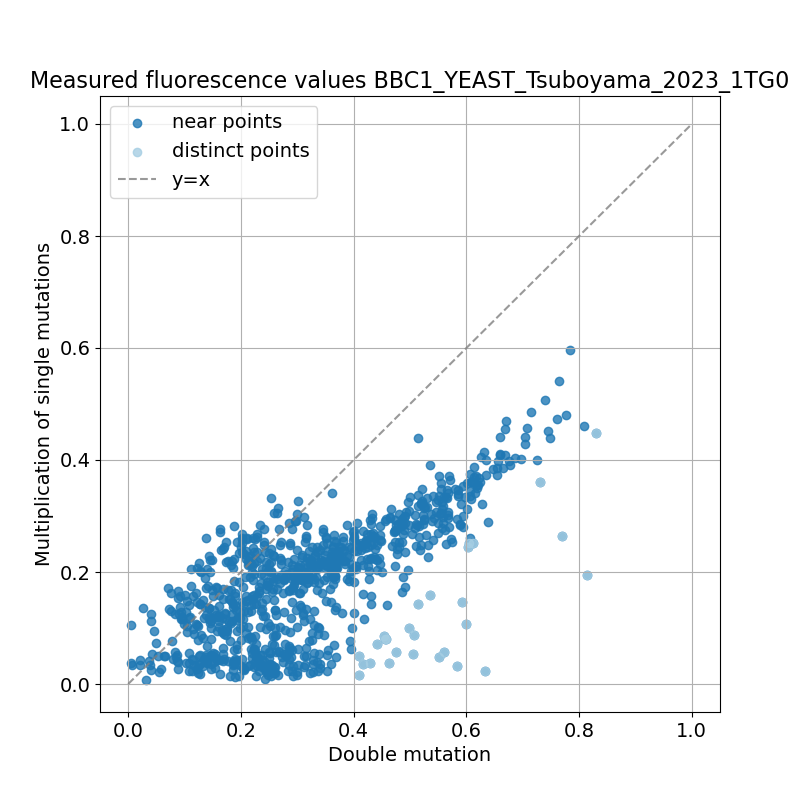 Measured fluorescence values BBC1_YEAST_Tsuboyama_2023_1TG0
near points
distinct points
y=x
Multiplication of single mutations
1.0
0.8
0.6
0.4
0.2
0.0
0.0 0.2 0.4 0.6 0.8 1.0
Double mutation